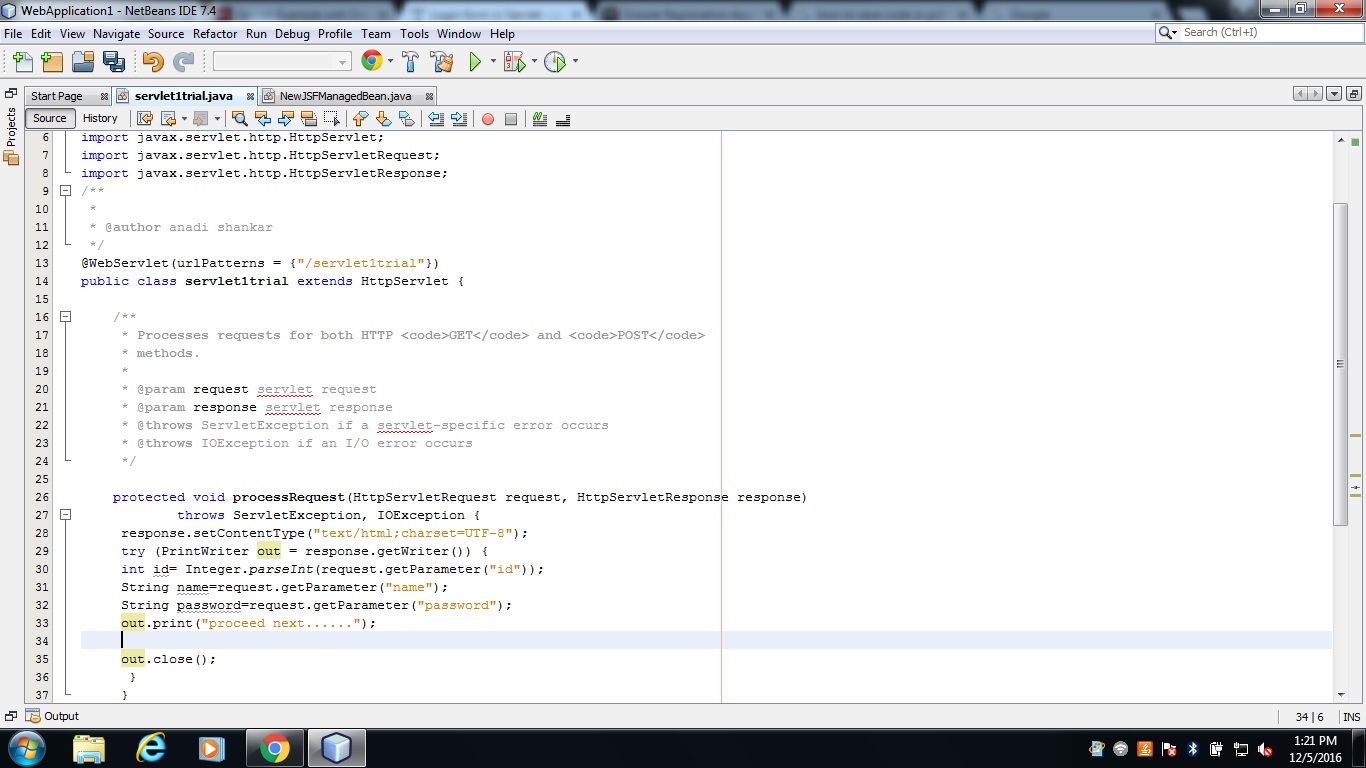 WebApplication1 - NetBeans IDE 7.4
File Edit View Navigate Source Refactor Run Debug Profile Team Tools Window Help
Search (Ctrl+I)
Projects
Start Page servlet1trial.java NewJSFManagedBean.java
Source History
6 import javax.servlet.http.HttpServlet;
7 import javax.servlet.http.HttpServletRequest;
8 import javax.servlet.http.HttpServletResponse;
9 /**
10 *
11 * @author anadi shankar
12 */
13 @WebServlet(urlPatterns = {"/servlet1trial"})
14 public class servlet1trial extends HttpServlet {
15
16 /**
17 * Processes requests for both HTTP <code>GET</code> and <code>POST</code>
18 * methods.
19 *
20 * @param request servlet request
21 * @param response servlet response
22 * @throws ServletException if a servlet-specific error occurs
23 * @throws IOException if an I/O error occurs
24 */
25
26 protected void processRequest(HttpServletRequest request, HttpServletResponse response)
27 throws ServletException, IOException {
28 response.setContentType("text/html;charset=UTF-8");
29 try (PrintWriter out = response.getWriter()) {
30 int id= Integer.parseInt(request.getParameter("id"));
31 String name=request.getParameter("name");
32 String password=request.getParameter("password");
33 out.print("proceed next......");
34
35 out.close();
36 }
37 }
Output
34 | 6 INS
1:21 PM
12/5/2016